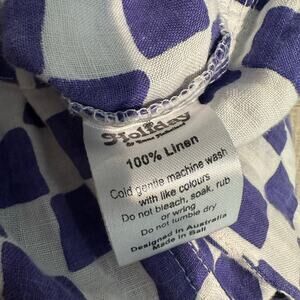 Holiday
100% Linen
Cold gentle machine wash
with like colours
Do not bleach, soak, rub
or wring
Do not tumble dry
Designed in Australia
Made in Bali